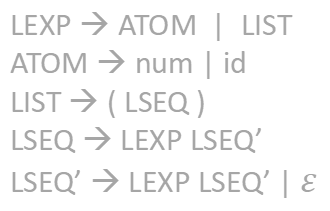 LEXP → ATOM | LIST
ATOM → num | id
LIST → ( LSEQ )
LSEQ → LEXP LSEQ’
LSEQ’ → LEXP LSEQ’ | ε